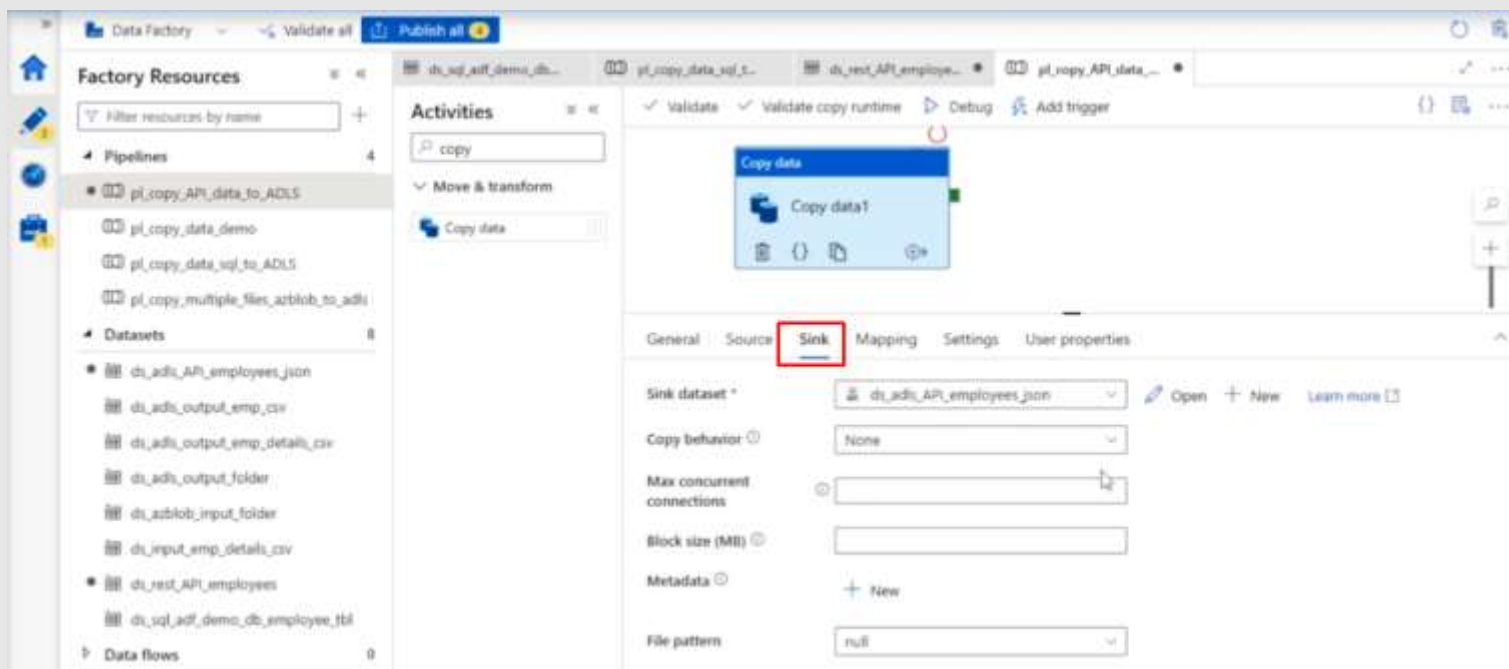 Data Factory
Validate all
Publish all 4
Factory Resources
Filter resources by name
Pipelines 4
pl_copy_API_data_to_ADLS
pl_copy_data_demo
pl_copy_data_sql_to_ADLS
pl_copy_multiple_files_azblob_to_adls
Datasets 8
ds_adls_API_employees_json
ds_adls_output_emp_csv
ds_adls_output_emp_details_csv
ds_adls_output_folder
ds_azblob_input_folder
ds_input_emp_details_csv
ds_rest_API_employees
ds_sql_adf_demo_db_employee_tbl
Data flows 0
ds_sql_adf_demo_db...
pl_copy_data_sql_t...
ds_rest_API_employe...
pl_copy_API_data_...
Activities
copy
Move & transform
Copy data
Validate
Validate copy runtime
Debug
Add trigger
Copy data
Copy data1
General Source Sink Mapping Settings User properties
Sink dataset * ds_adls_API_employees_json Open New Learn more
Copy behavior None
Max concurrent
connections
Block size (MB)
Metadata New
File pattern null